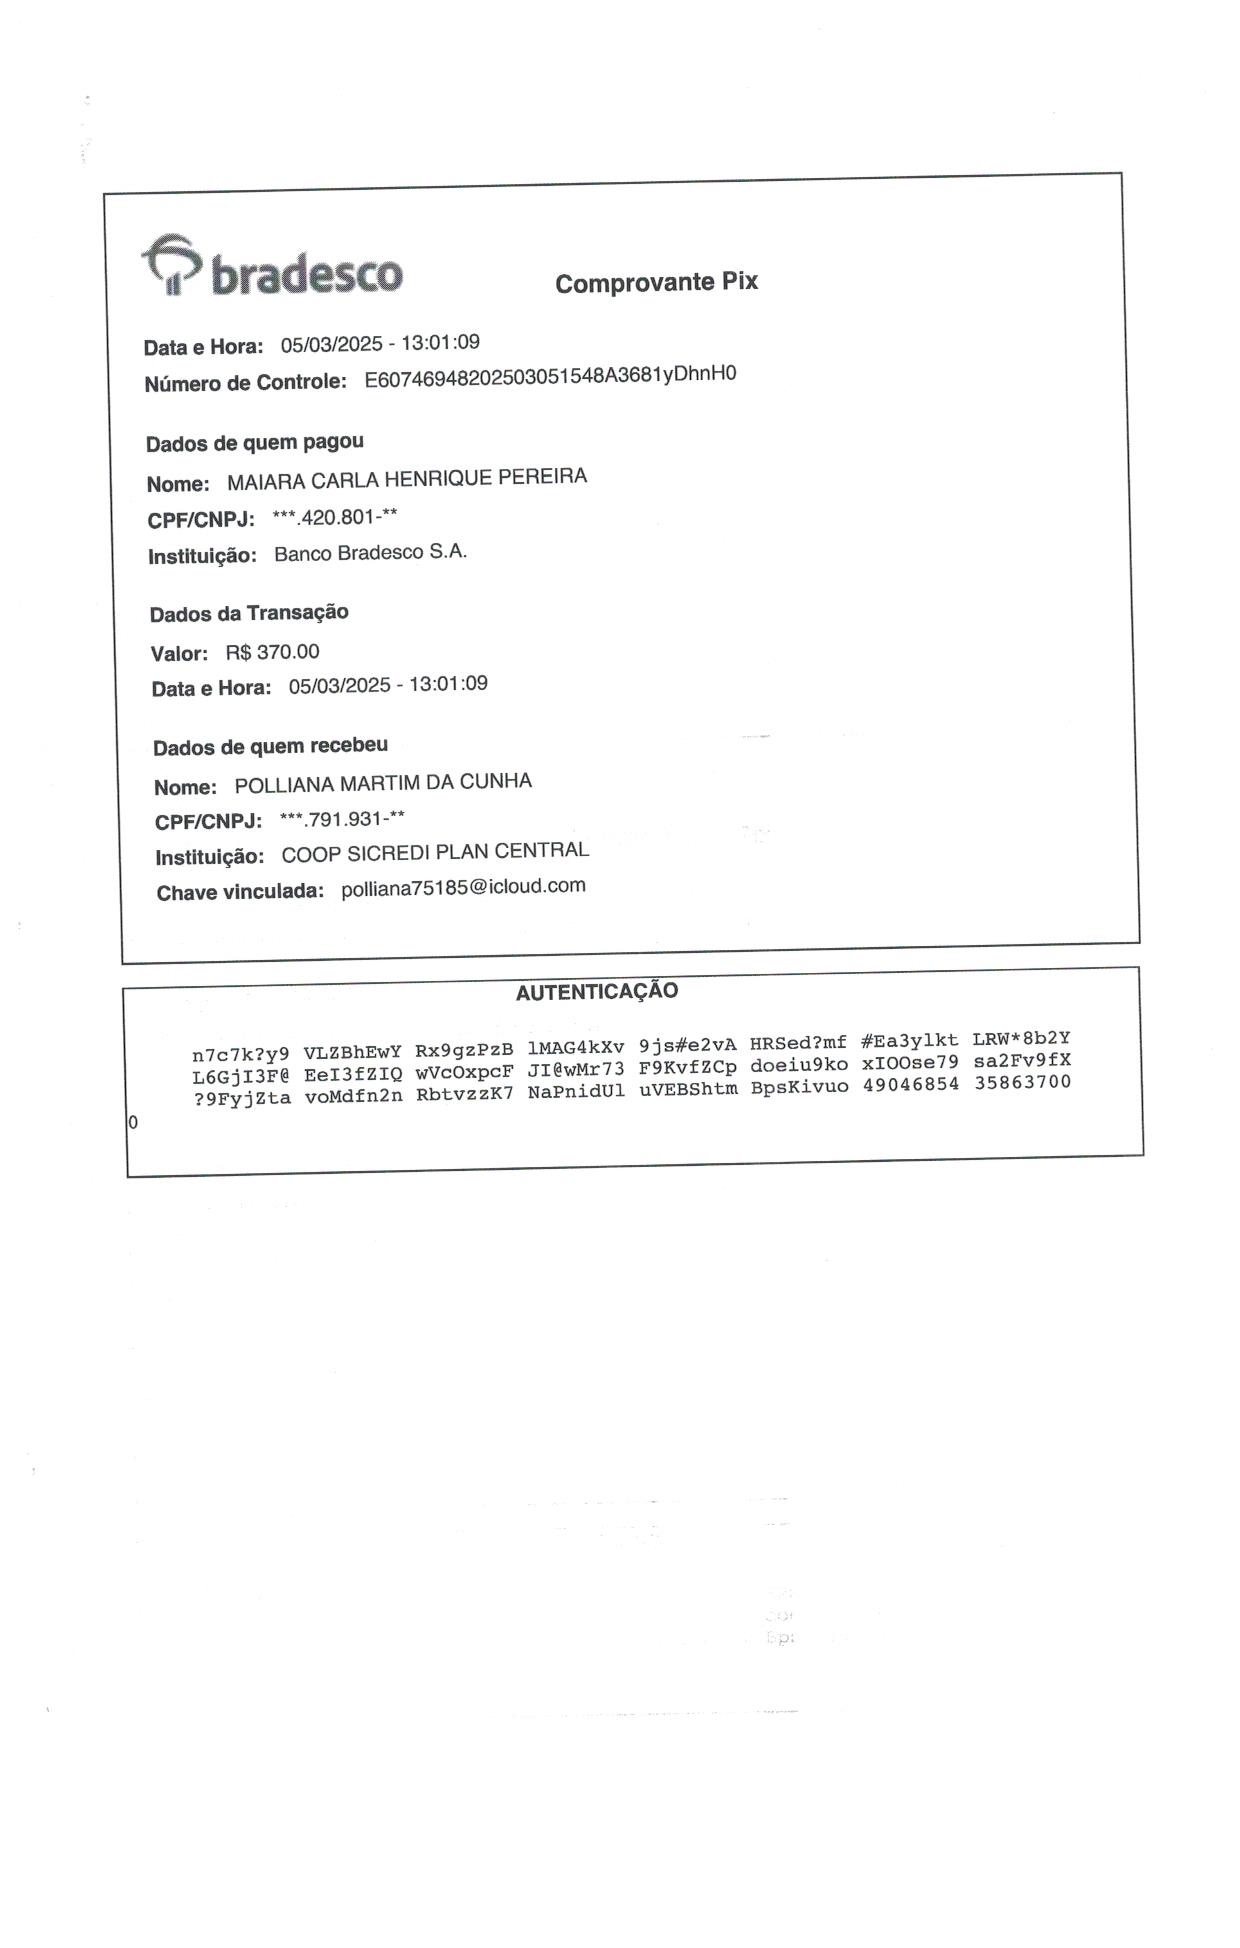 bradesco
Comprovante Pix
Data e Hora: 05/03/2025 - 13:01:09
Número de Controle: E60746948202503051548A3681yDhnH0
Dados de quem pagou
Nome: MAIARA CARLA HENRIQUE PEREIRA
CPF/CNPJ: ***.420.801-**
Instituição: Banco Bradesco S.A.
Dados da Transação
Valor: R$ 370.00
Data e Hora: 05/03/2025 - 13:01:09
Dados de quem recebeu
Nome: POLLIANA MARTIM DA CUNHA
CPF/CNPJ: ***.791.931-**
Instituição: COOP SICREDI PLAN CENTRAL
Chave vinculada: polliana75185@icloud.com
AUTENTICAÇÃO
n7c7k?y9 VLZBhEwY Rx9gzPzB lMAG4kXv 9js#e2vA HRSed?mf #Ea3ylkt LRW*8b2Y
L6GjI3F@ EeI3fZIQ wVcOxpcF JI@wMr73 F9KvfZCp doeiu9ko xIOOse79 sa2Fv9fX
?9FyjZta voMdfn2n RbtvzzK7 NaPnidUl uVEBShtm BpsKivuo 49046854 35863700
0